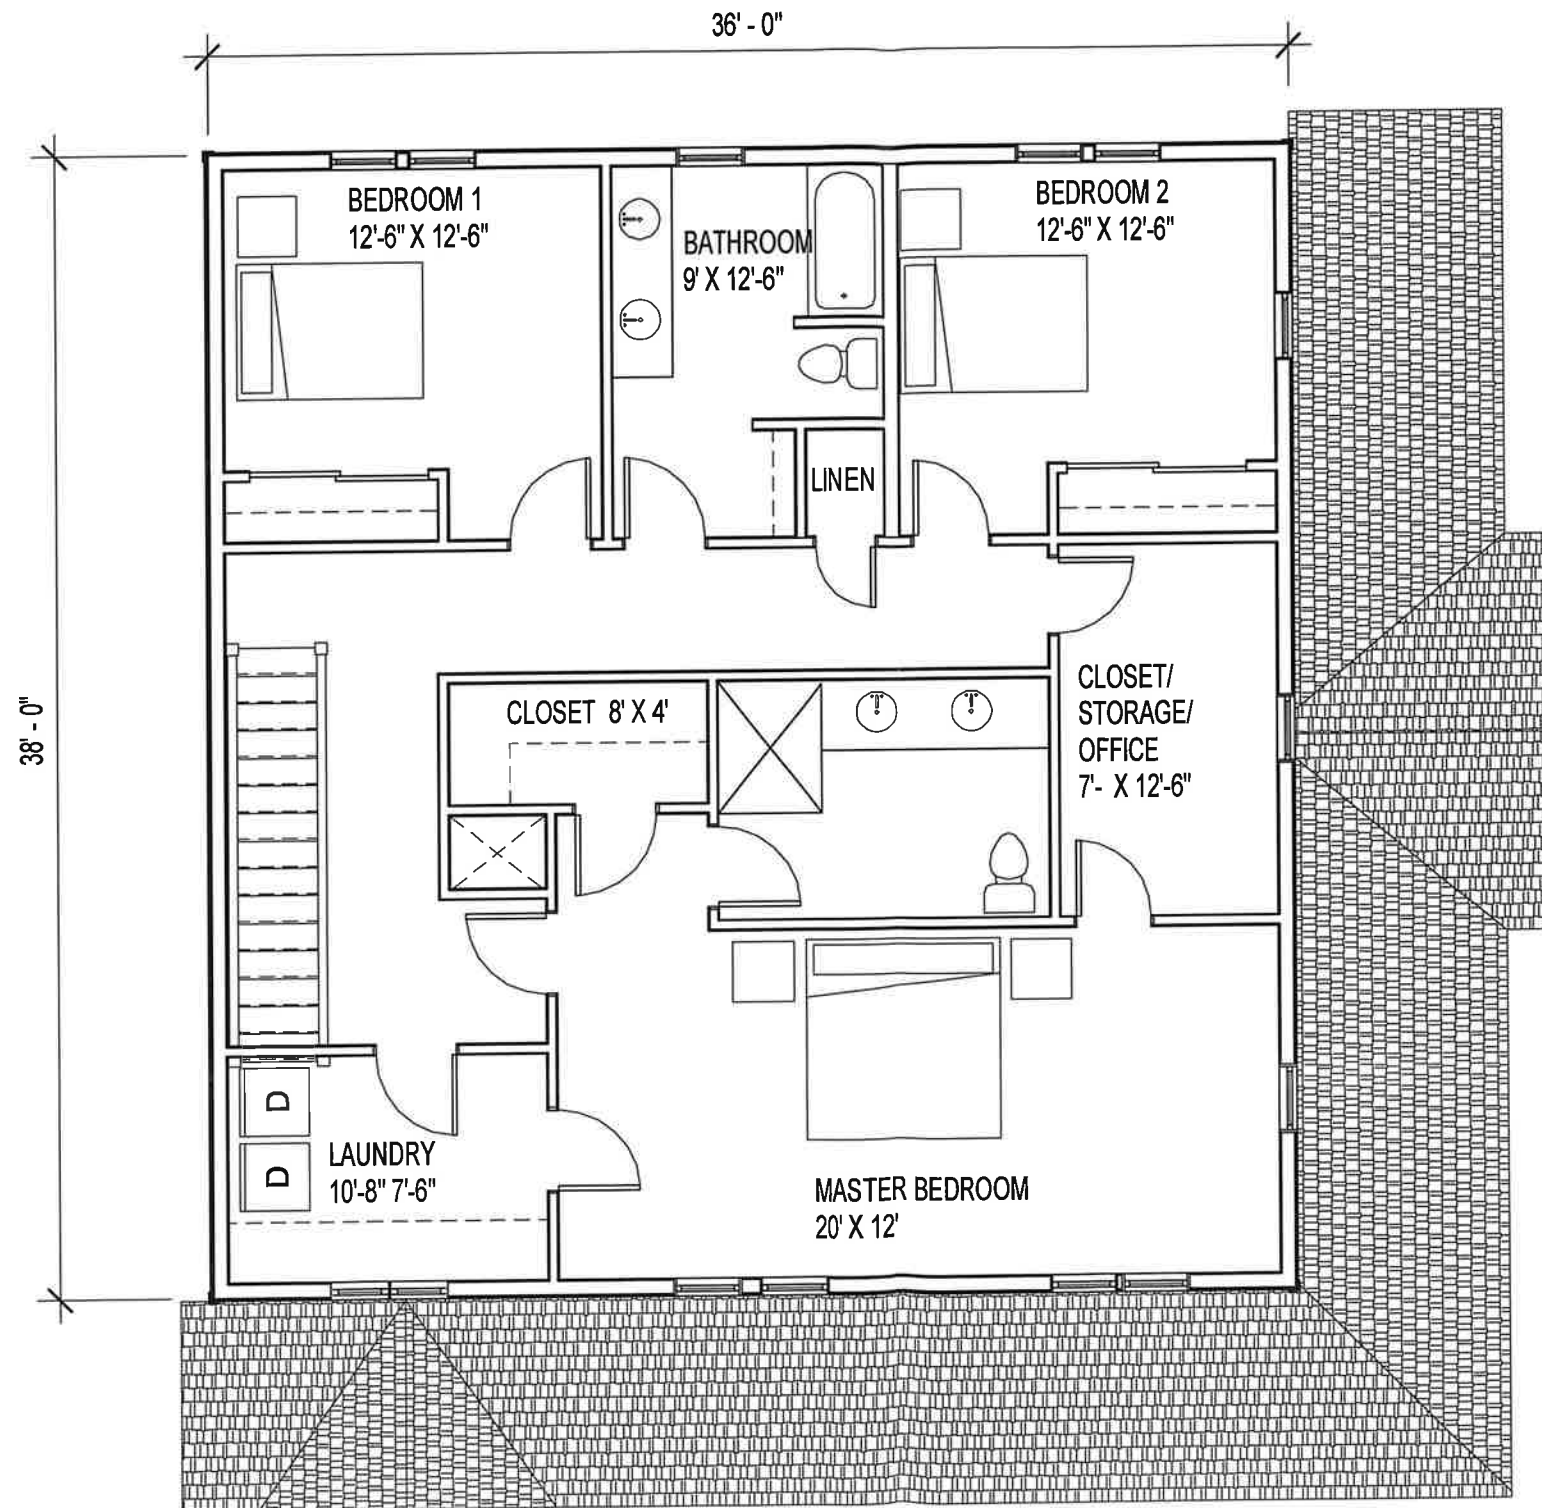 36' - 0"
BEDROOM 1
12'-6" X 12'-6"
BATHROOM
9' X 12'-6"
BEDROOM 2
12'-6" X 12'-6"
LINEN
38' - 0"
CLOSET 8' X 4'
CLOSET/
STORAGE/
OFFICE
7'- X 12'-6"
D
D
LAUNDRY
10'-8" 7'-6"
MASTER BEDROOM
20' X 12'